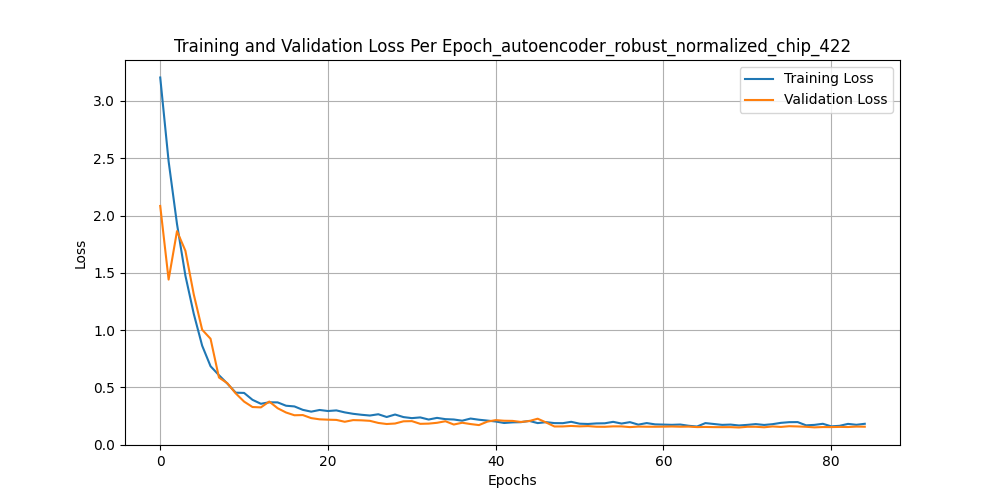 Training and Validation Loss Per Epoch_autoencoder_robust_normalized_chip_422
Training Loss
Validation Loss
3.0
2.5
2.0
1.5
1.0
0.5
0.0
Loss
0 20 40 60 80
Epochs